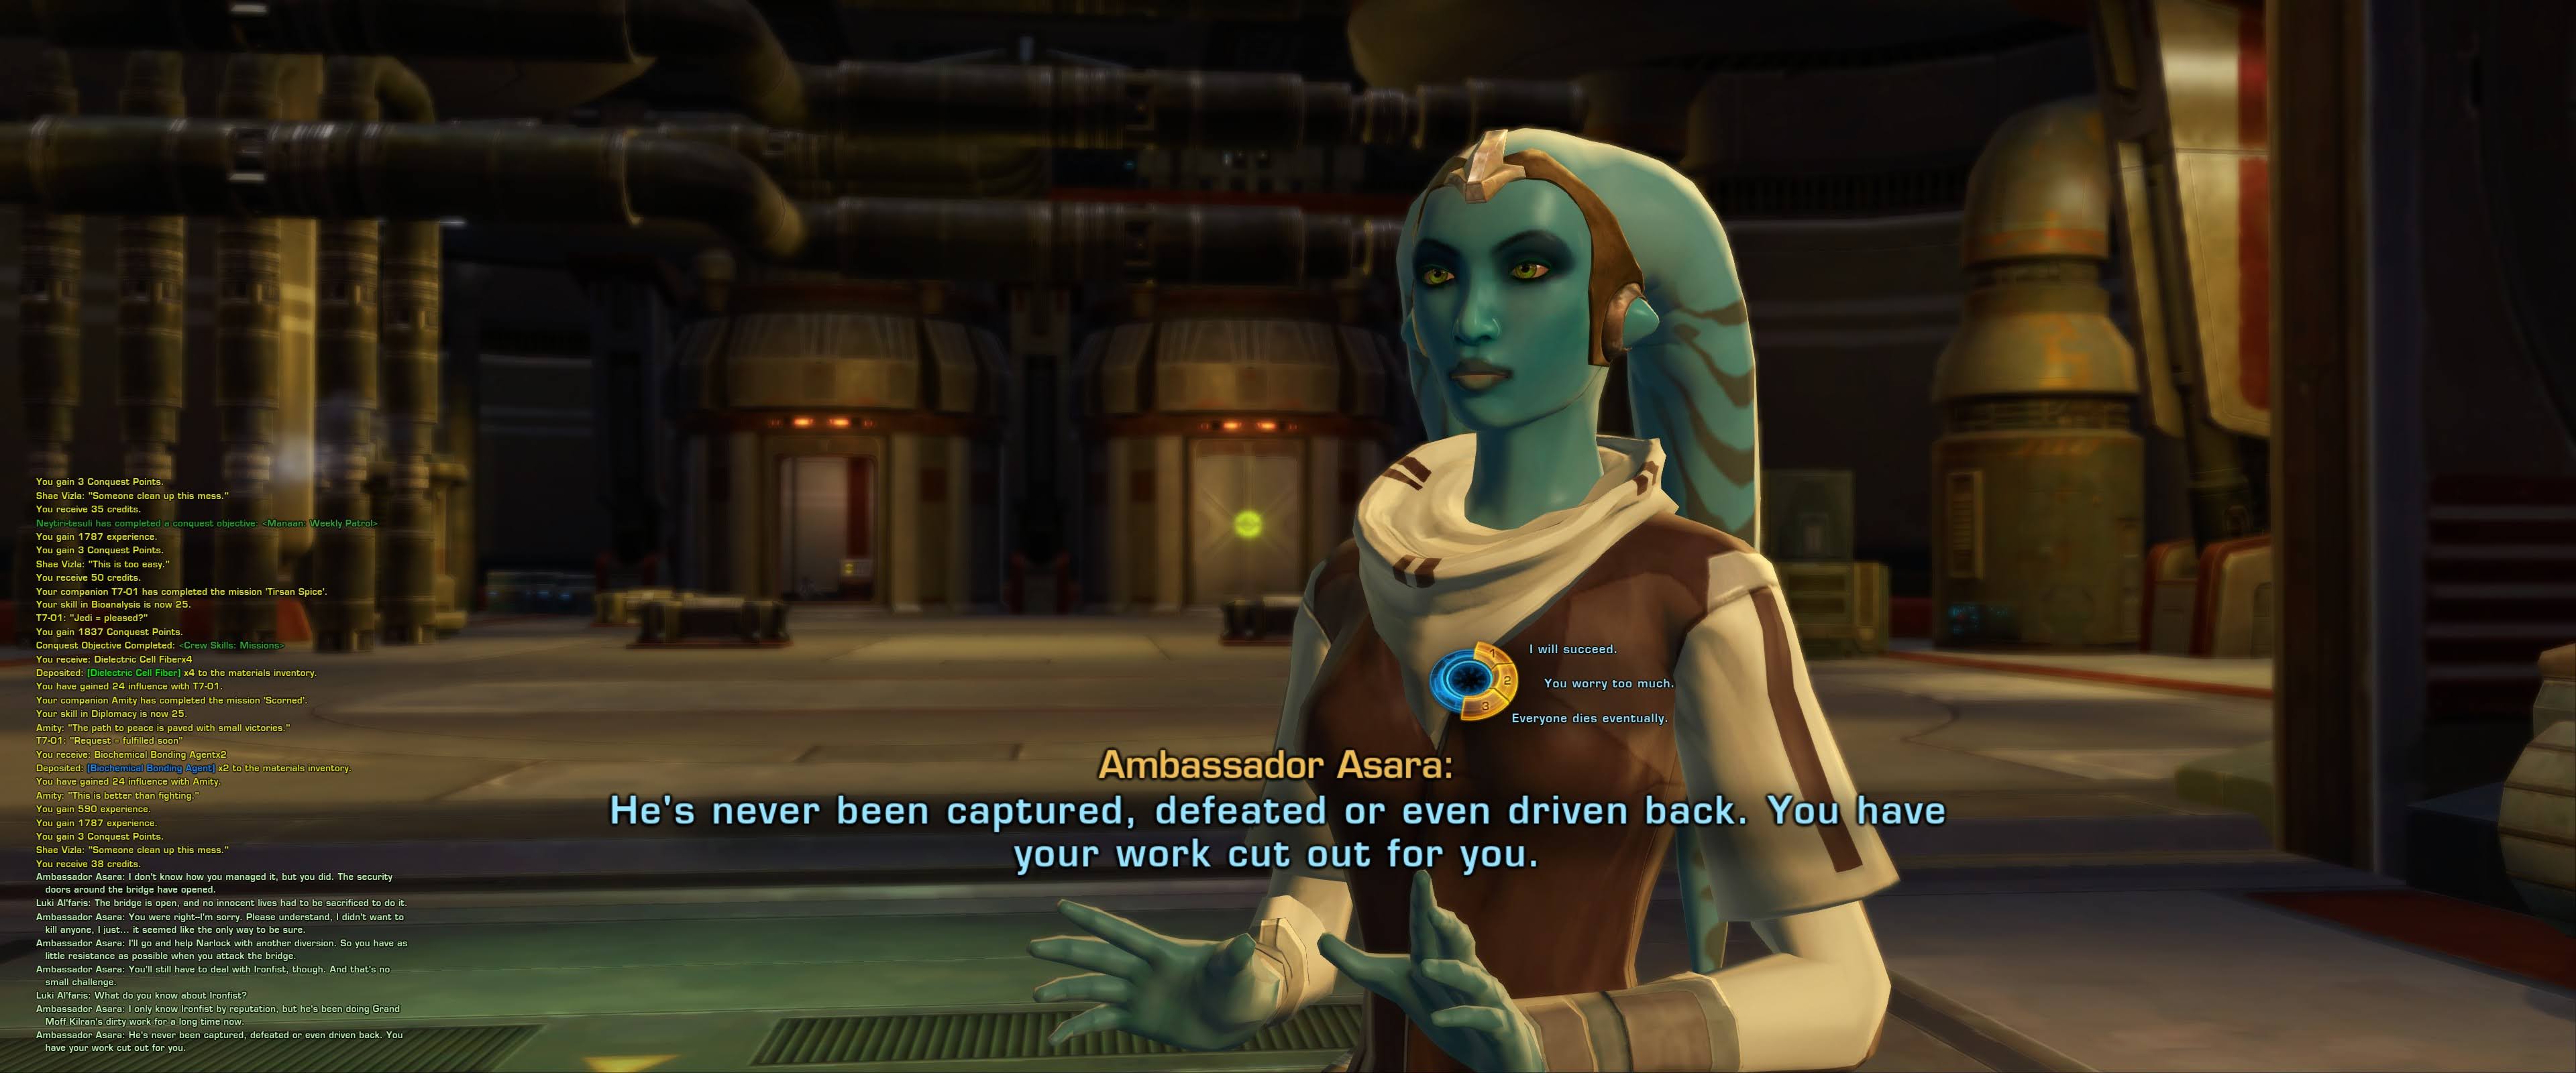 You gain 3 Conquest Points.
Shae Vizla: "Someone clean up this mess."
You receive 35 credits.
Neytiri-tesuli has completed a conquest objective: <Manaan: Weekly Patrol>
You gain 1787 experience.
You gain 3 Conquest Points.
Shae Vizla: "This is too easy."
You receive 50 credits.
Your companion T7-01 has completed the mission 'Tirsan Spice'.
Your skill in Bioanalysis is now 25.
T7-01: "Jedi = pleased?"
You gain 1837 Conquest Points.
Conquest Objective Completed: <Crew Skills: Missions>
You receive: Dielectric Cell Fiberx4
Deposited: [Dielectric Cell Fiber] x4 to the materials inventory.
You have gained 24 influence with T7-01.
Your companion Amity has completed the mission 'Scorned'.
Your skill in Diplomacy is now 25.
Amity: "The path to peace is paved with small victories."
T7-01: "Request = fulfilled soon"
You receive: Biochemical Bonding Agentx2
Deposited: [Biochemical Bonding Agent] x2 to the materials inventory.
You have gained 24 influence with Amity.
Amity: "This is better than fighting."
You gain 590 experience.
You gain 1787 experience.
You gain 3 Conquest Points.
Shae Vizla: "Someone clean up this mess."
You receive 38 credits.
Ambassador Asara: I don't know how you managed it, but you did. The security
doors around the bridge have opened.
Luki Al'faris: The bridge is open, and no innocent lives had to be sacrificed to do it.
Ambassador Asara: You were right–I'm sorry. Please understand, I didn't want to
kill anyone, I just... it seemed like the only way to be sure.
Ambassador Asara: I'll go and help Narlock with another diversion. So you have as
little resistance as possible when you attack the bridge.
Ambassador Asara: You'll still have to deal with Ironfist, though. And that's no
small challenge.
Luki Al'faris: What do you know about Ironfist?
Ambassador Asara: I only know Ironfist by reputation, but he's been doing Grand
Moff Kilran's dirty work for a long time now.
Ambassador Asara: He's never been captured, defeated or even driven back. You
have your work cut out for you.
1 I will succeed.
2 You worry too much.
3 Everyone dies eventually.
Ambassador Asara:
He's never been captured, defeated or even driven back. You have
your work cut out for you.